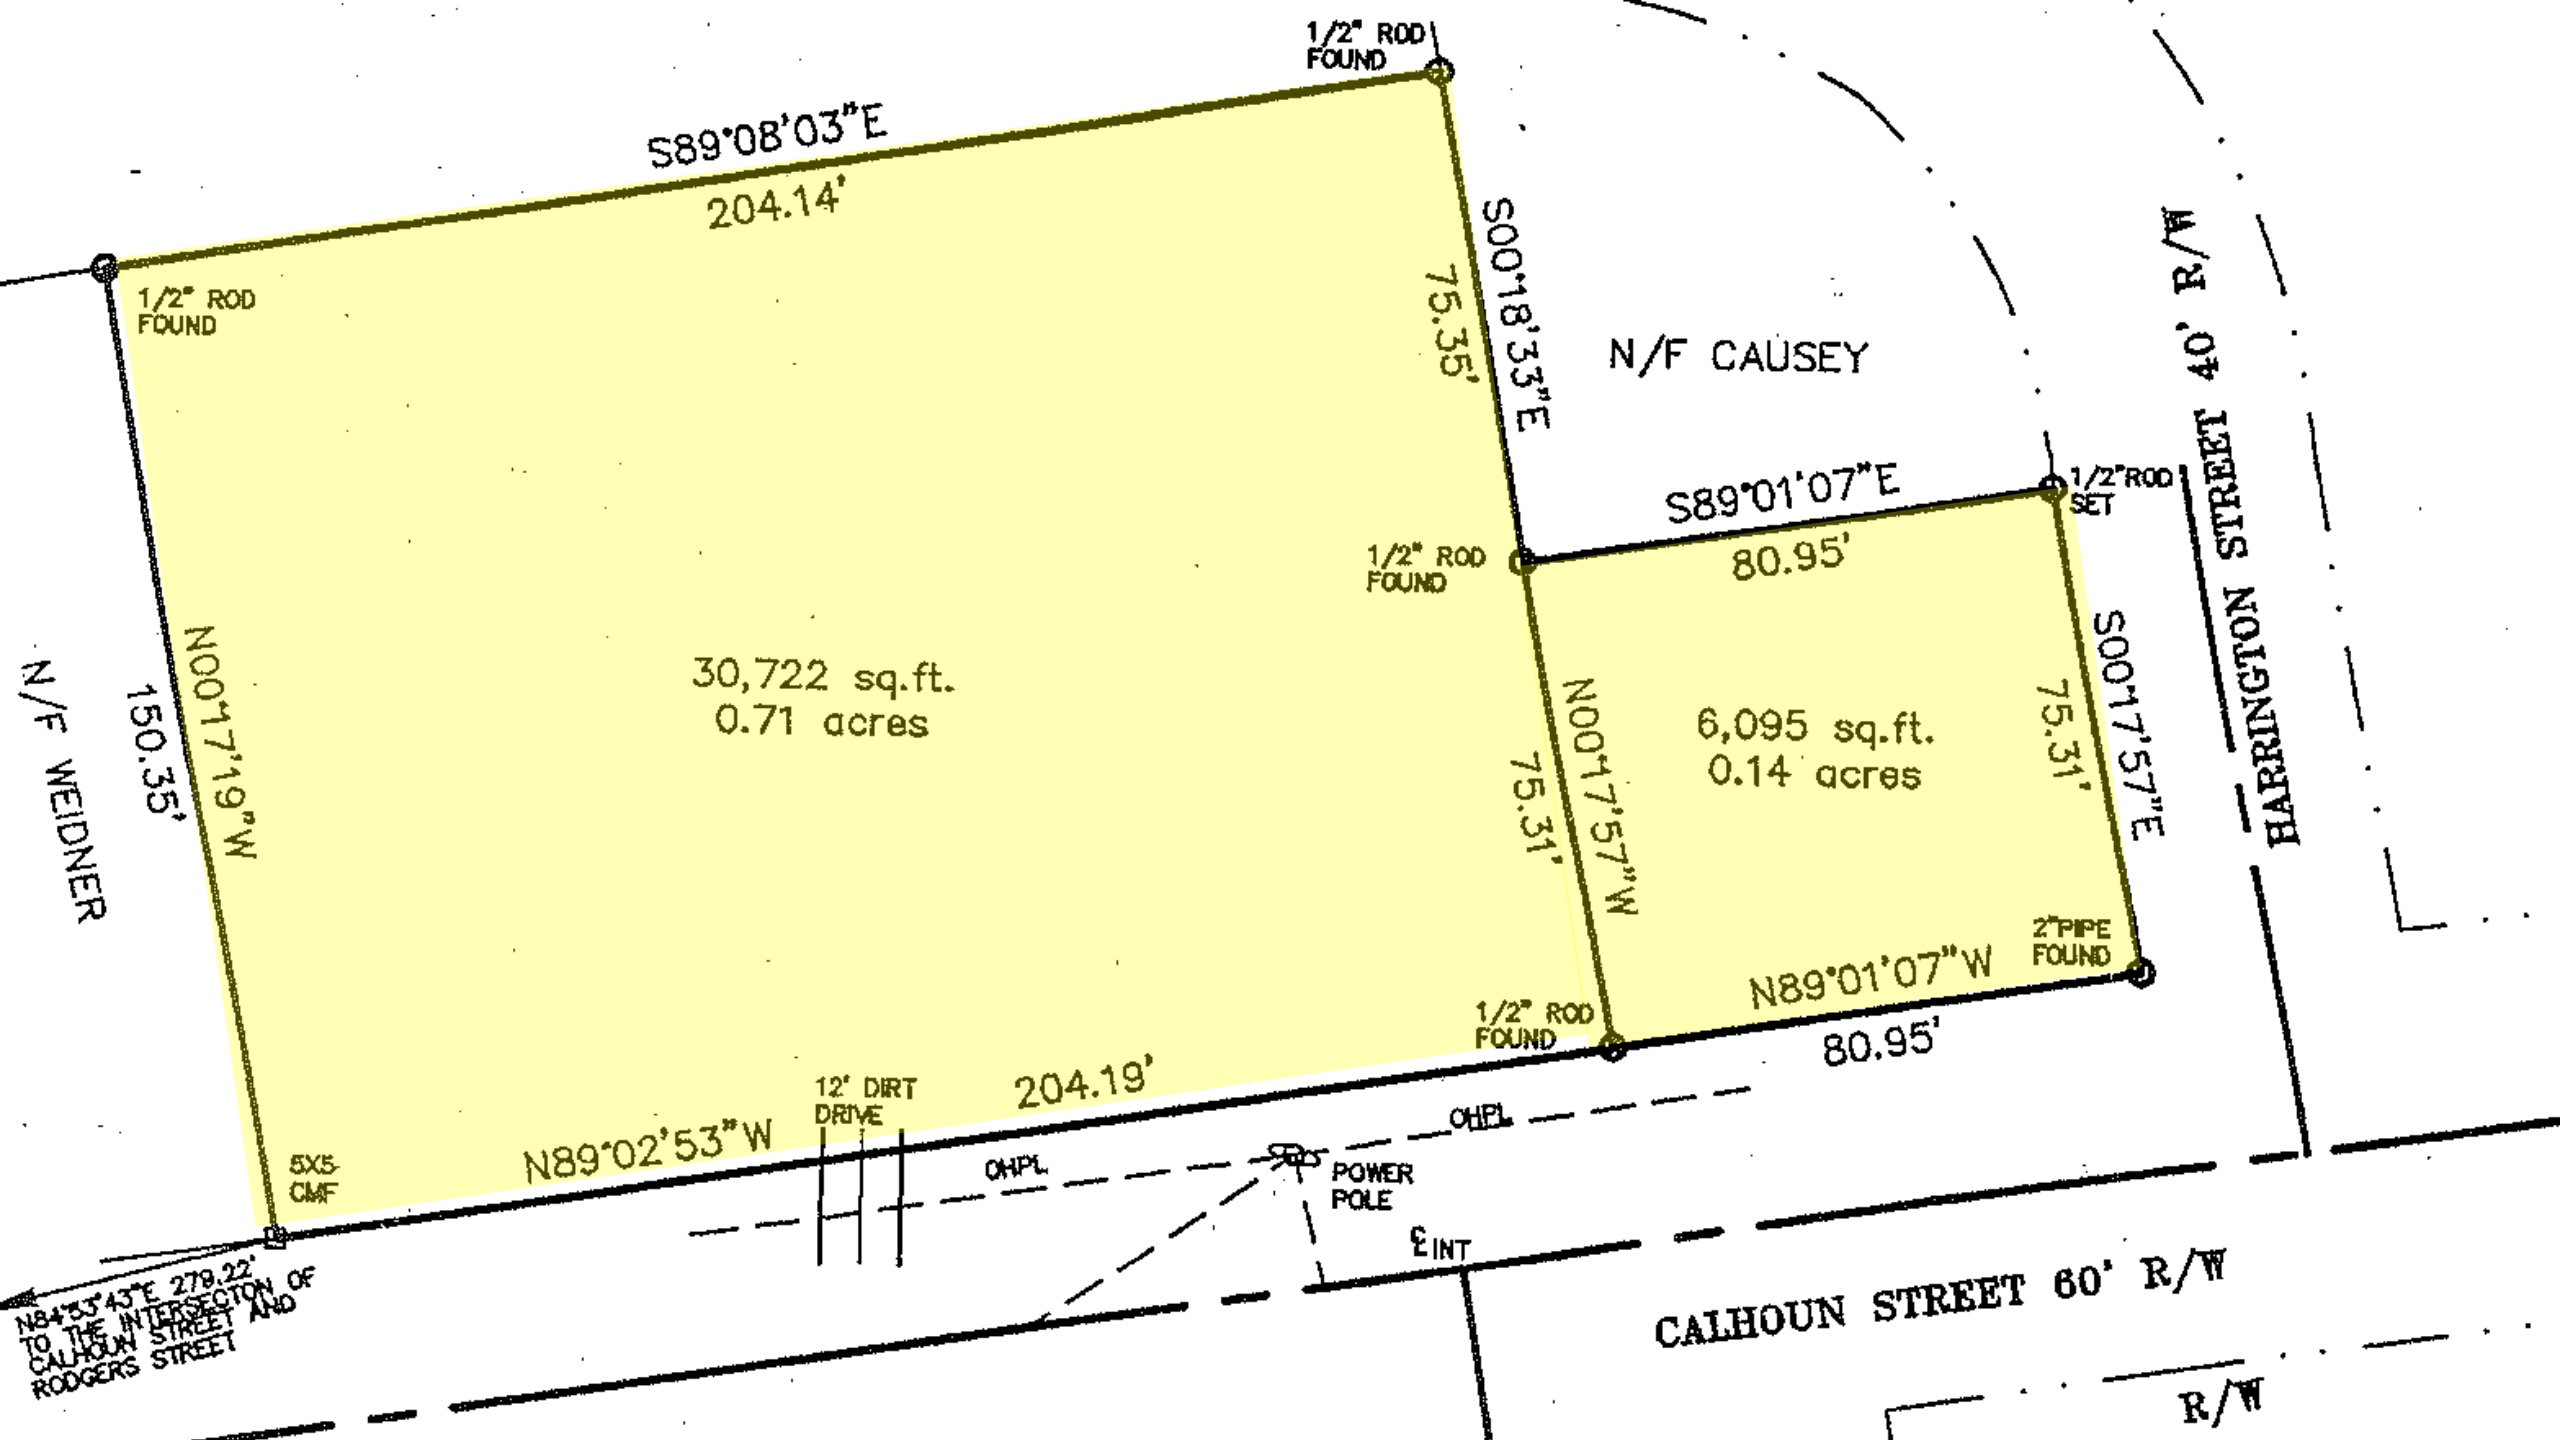 1/2" ROD
FOUND
S89°08'03"E
204.14'
1/2" ROD
FOUND
S00°18'33"E
75.35'
N/F CAUSEY
HARRINGTON STREET 40' R/W
S89°01'07"E
80.95'
1/2"ROD
SET
1/2" ROD
FOUND
N/F WEIDNER
N00°17'19"W
150.35'
30,722 sq.ft.
0.71 acres
N00°17'57"W
75.31'
6,095 sq.ft.
0.14 acres
S00°17'57"E
75.31'
2"PIPE
FOUND
N89°01'07"W
80.95'
1/2" ROD
FOUND
12' DIRT
DRIVE
204.19'
N89°02'53"W
5X5
CMF
OHPL
OHPL
POWER
POLE
℄ INT
N84°53'43"E 279.22'
TO THE INTERSECTON OF
CALHOUN STREET AND
RODGERS STREET
CALHOUN STREET 60' R/W
R/W